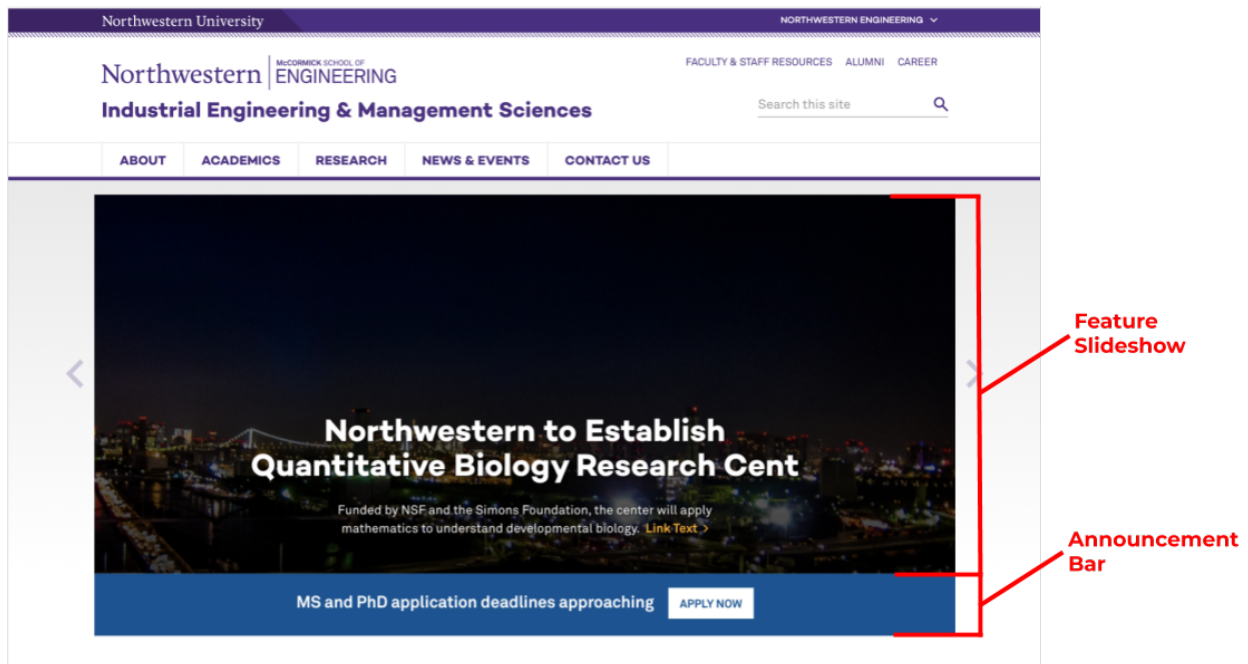 Northwestern University
NORTHWESTERN ENGINEERING
FACULTY & STAFF RESOURCES ALUMNI CAREER
Northwestern McCORMICK SCHOOL OF ENGINEERING
Industrial Engineering & Management Sciences
Search this site
ABOUT ACADEMICS RESEARCH NEWS & EVENTS CONTACT US
Northwestern to Establish
Quantitative Biology Research Cent
Funded by NSF and the Simons Foundation, the center will apply
mathematics to understand developmental biology. Link Text >
MS and PhD application deadlines approaching APPLY NOW
Feature
Slideshow
Announcement
Bar